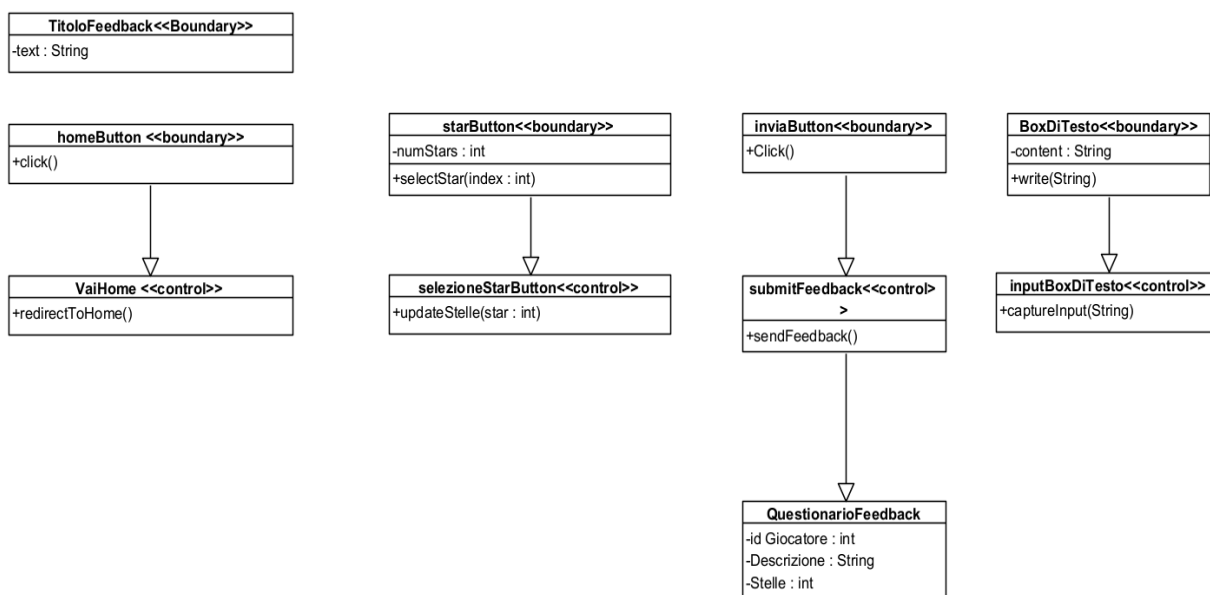 TitoloFeedback<<Boundary>>
-text : String
homeButton <<boundary>>
+click()
VaiHome <<control>>
+redirectToHome()
starButton<<boundary>>
-numStars : int
+selectStar(index : int)
selezioneStarButton<<control>>
+updateStelle(star : int)
inviaButton<<boundary>>
+Click()
submitFeedback<<control>
>
+sendFeedback()
QuestionarioFeedback
-id Giocatore : int
-Descrizione : String
-Stelle : int
BoxDiTesto<<boundary>>
-content : String
+write(String)
inputBoxDiTesto<<control>>
+captureInput(String)